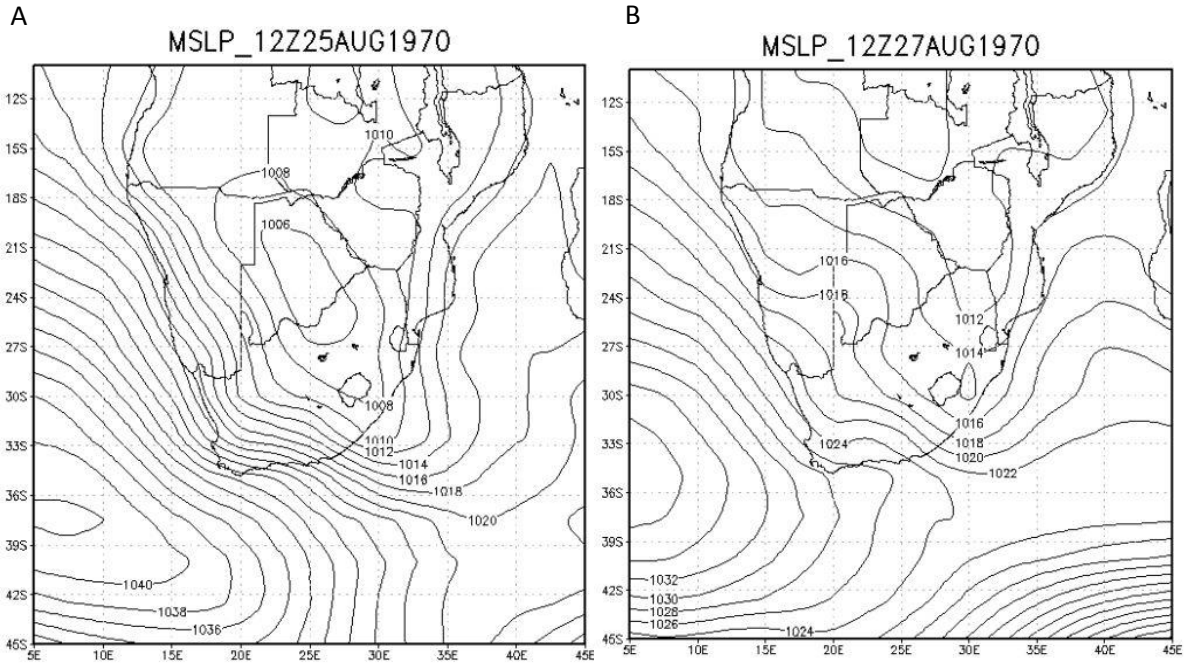 A
MSLP_12Z25AUG1970
12S
15S
18S
21S
24S
27S
30S
33S
36S
39S
42S
45S
5E
10E
15E
20E
25E
30E
35E
40E
45E
1010
1008
1006
1008
1010
1012
1014
1016
1018
1020
1040
1038
1036
B
MSLP_12Z27AUG1970
12S
15S
18S
21S
24S
27S
30S
33S
36S
39S
42S
45S
5E
10E
15E
20E
25E
30E
35E
40E
45E
1016
1018
1012
1014
1016
1018
1020
1024
1022
1032
1030
1028
1026
1024